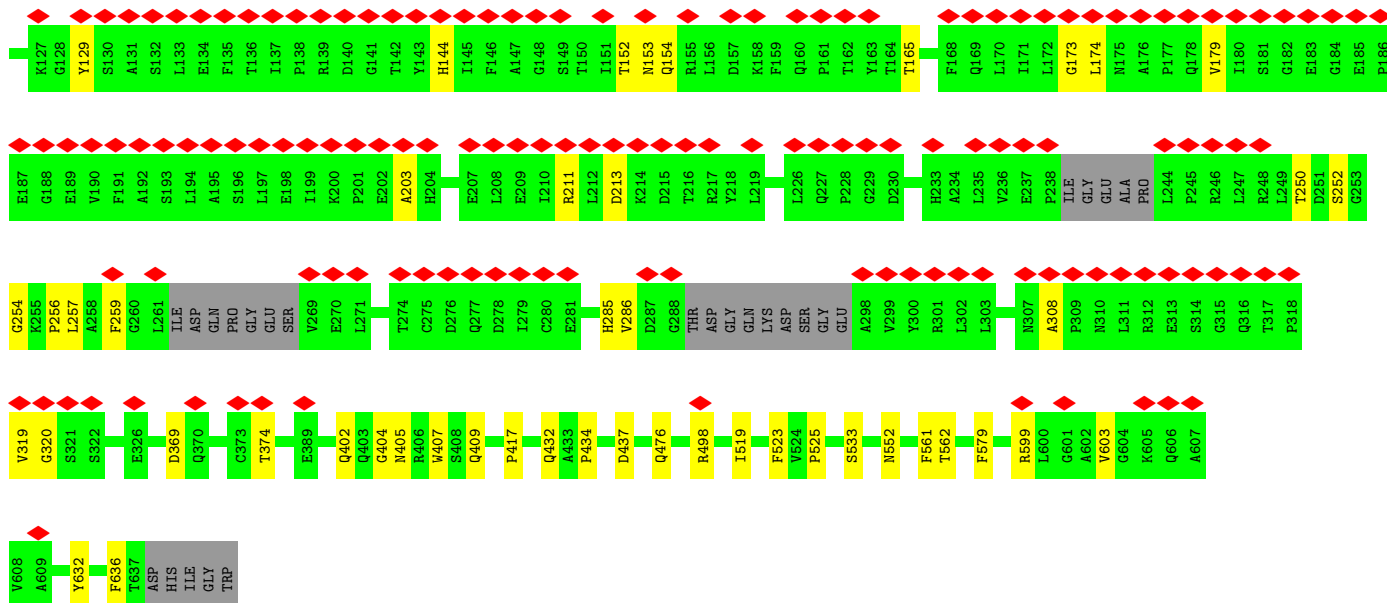 K127 G128 Y129 S130 A131 S132 L133 E134 F135 T136 I137 P138 R139 D140 G141 T142 Y143 H144 I145 F146 A147 G148 S149 T150 I151 T152 N153 Q154 R155 L156 D157 K158 F159 Q160 P161 T162 Y163 T164 T165 F168 Q169 L170 I171 L172 G173 L174 N175 A176 P177 Q178 V179 I180 S181 G182 E183 G184 E185 P186
E187 G188 E189 V190 F191 A192 S193 L194 A195 S196 L197 E198 I199 K200 P201 E202 A203 H204 E207 L208 E209 I210 R211 L212 D213 K214 D215 T216 R217 Y218 L219 L226 Q227 P228 G229 D230 H233 A234 L235 V236 E237 P238 ILE GLY GLU ALA PRO L244 P245 R246 L247 R248 L249 T250 D251 S252 G253
G254 K255 P256 L257 A258 F259 G260 L261 ILE ASP GLN PRO GLY GLU SER V269 E270 L271 T274 C275 D276 Q277 D278 I279 C280 E281 H285 V286 D287 G288 THR ASP GLY GLN LYS ASP SER GLY GLU A298 V299 Y300 R301 L302 L303 N307 A308 P309 N310 L311 R312 E313 S314 G315 Q316 T317 P318
V319 G320 S321 S322 E326 D369 Q370 C373 T374 E389 Q402 Q403 G404 N405 R406 W407 S408 Q409 P417 Q432 A433 P434 D437 Q476 R498 I519 F523 V524 P525 S533 N552 F561 T562 F579 R599 L600 G601 A602 V603 G604 K605 Q606 A607
V608 A609 Y632 F636 T637 ASP HIS ILE GLY TRP